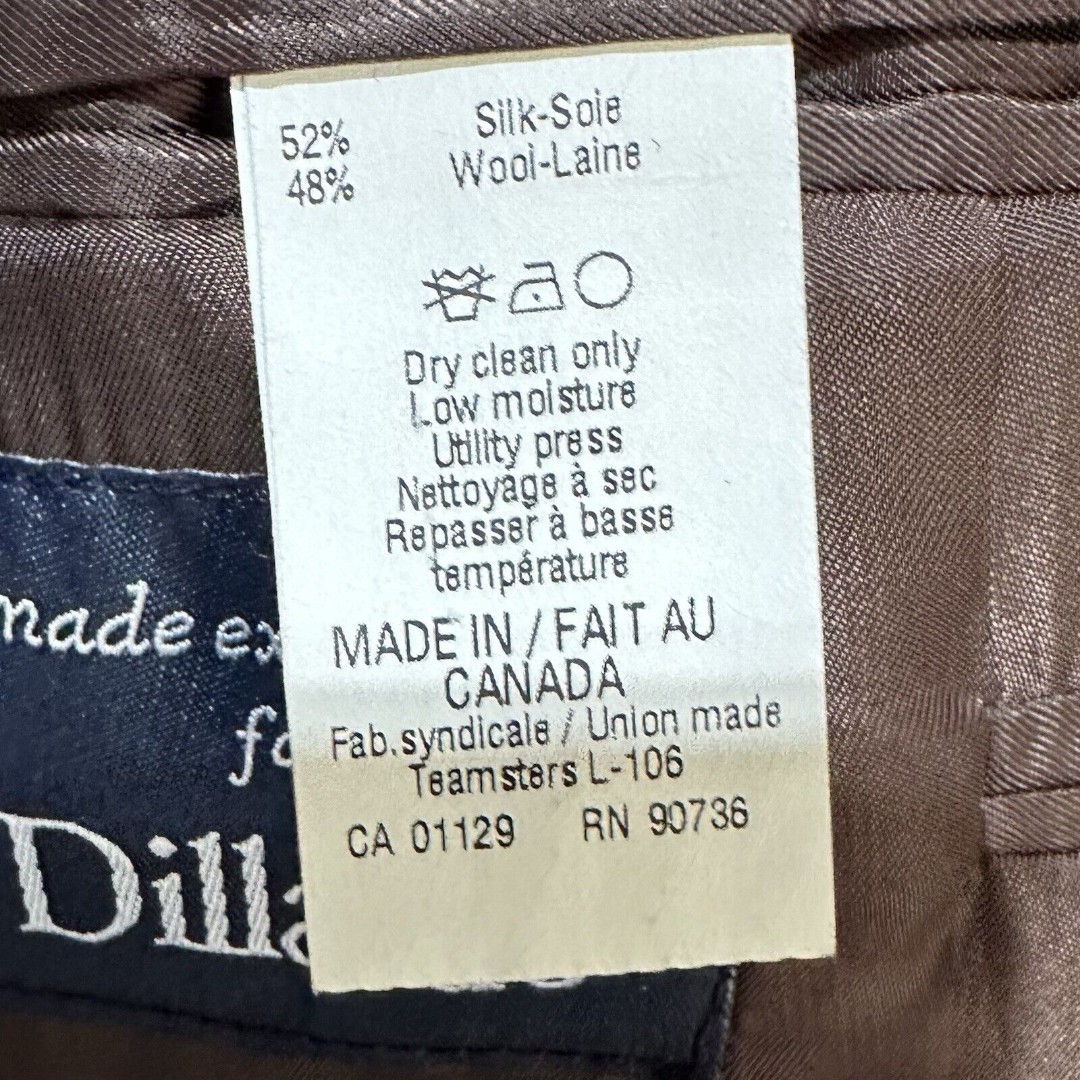 52% Silk-Soie
48% Wool-Laine
Dry clean only
Low moisture
Utility press
Nettoyage à sec
Repasser à basse
température
MADE IN / FAIT AU
CANADA
Fab.syndicale / Union made
Teamsters L-106
CA 01129 RN 90736
made ex
fo
Dilla